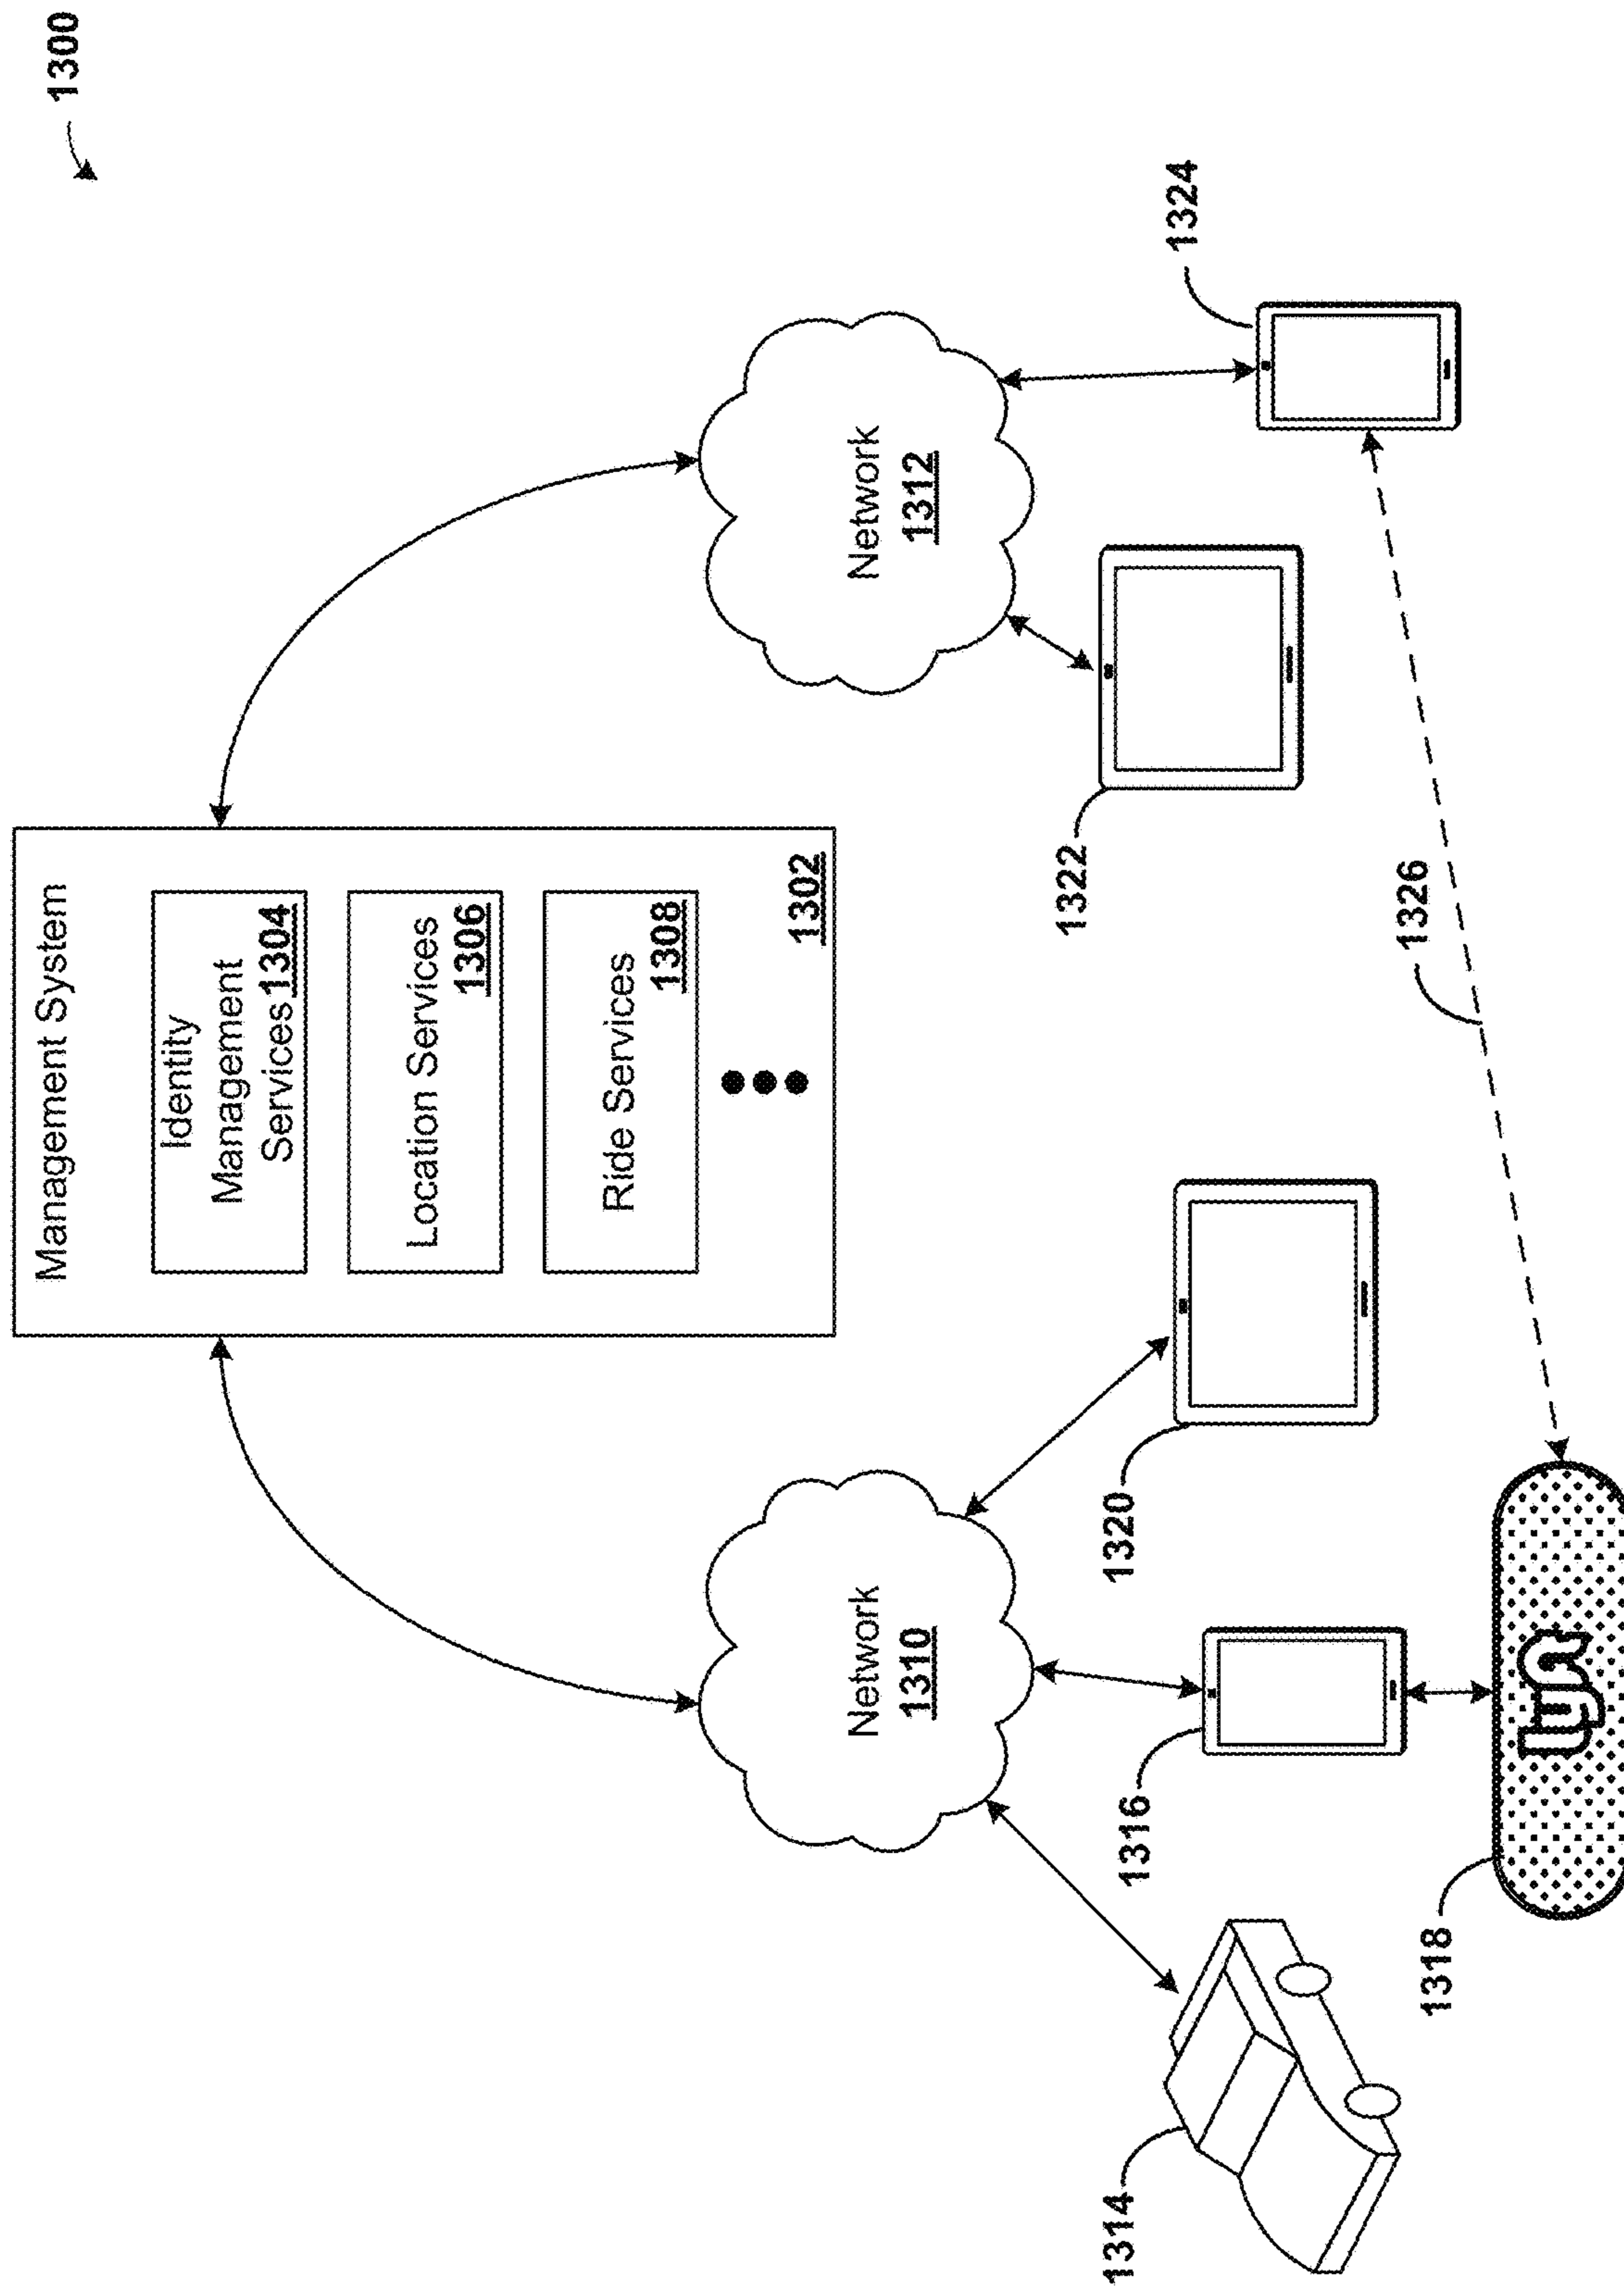 1300
Management System
Identity
Management
Services 1304
Location Services
1306
Ride Services
1308
1302
Network
1310
Network
1312
1314
1316
1318
1320
1322
1324
1326